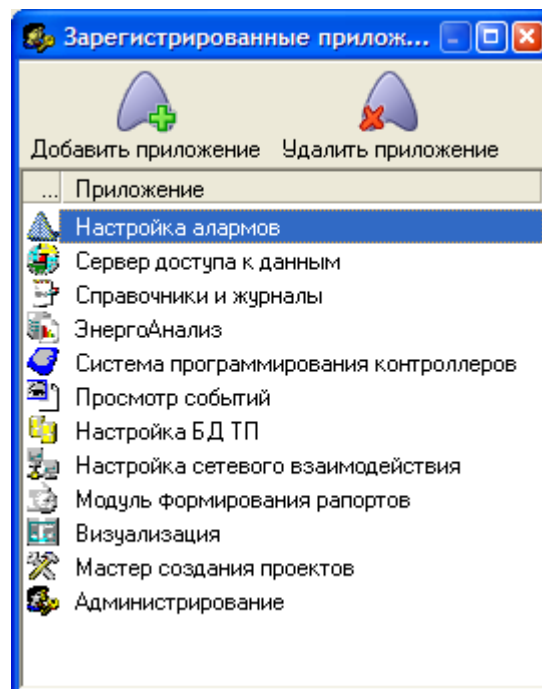 Зарегистрированные прилож...
Добавить приложение Удалить приложение
... Приложение
Настройка алармов
Сервер доступа к данным
Справочники и журналы
ЭнергоАнализ
Система программирования контроллеров
Просмотр событий
Настройка БД ТП
Настройка сетевого взаимодействия
Модуль формирования рапортов
Визуализация
Мастер создания проектов
Администрирование